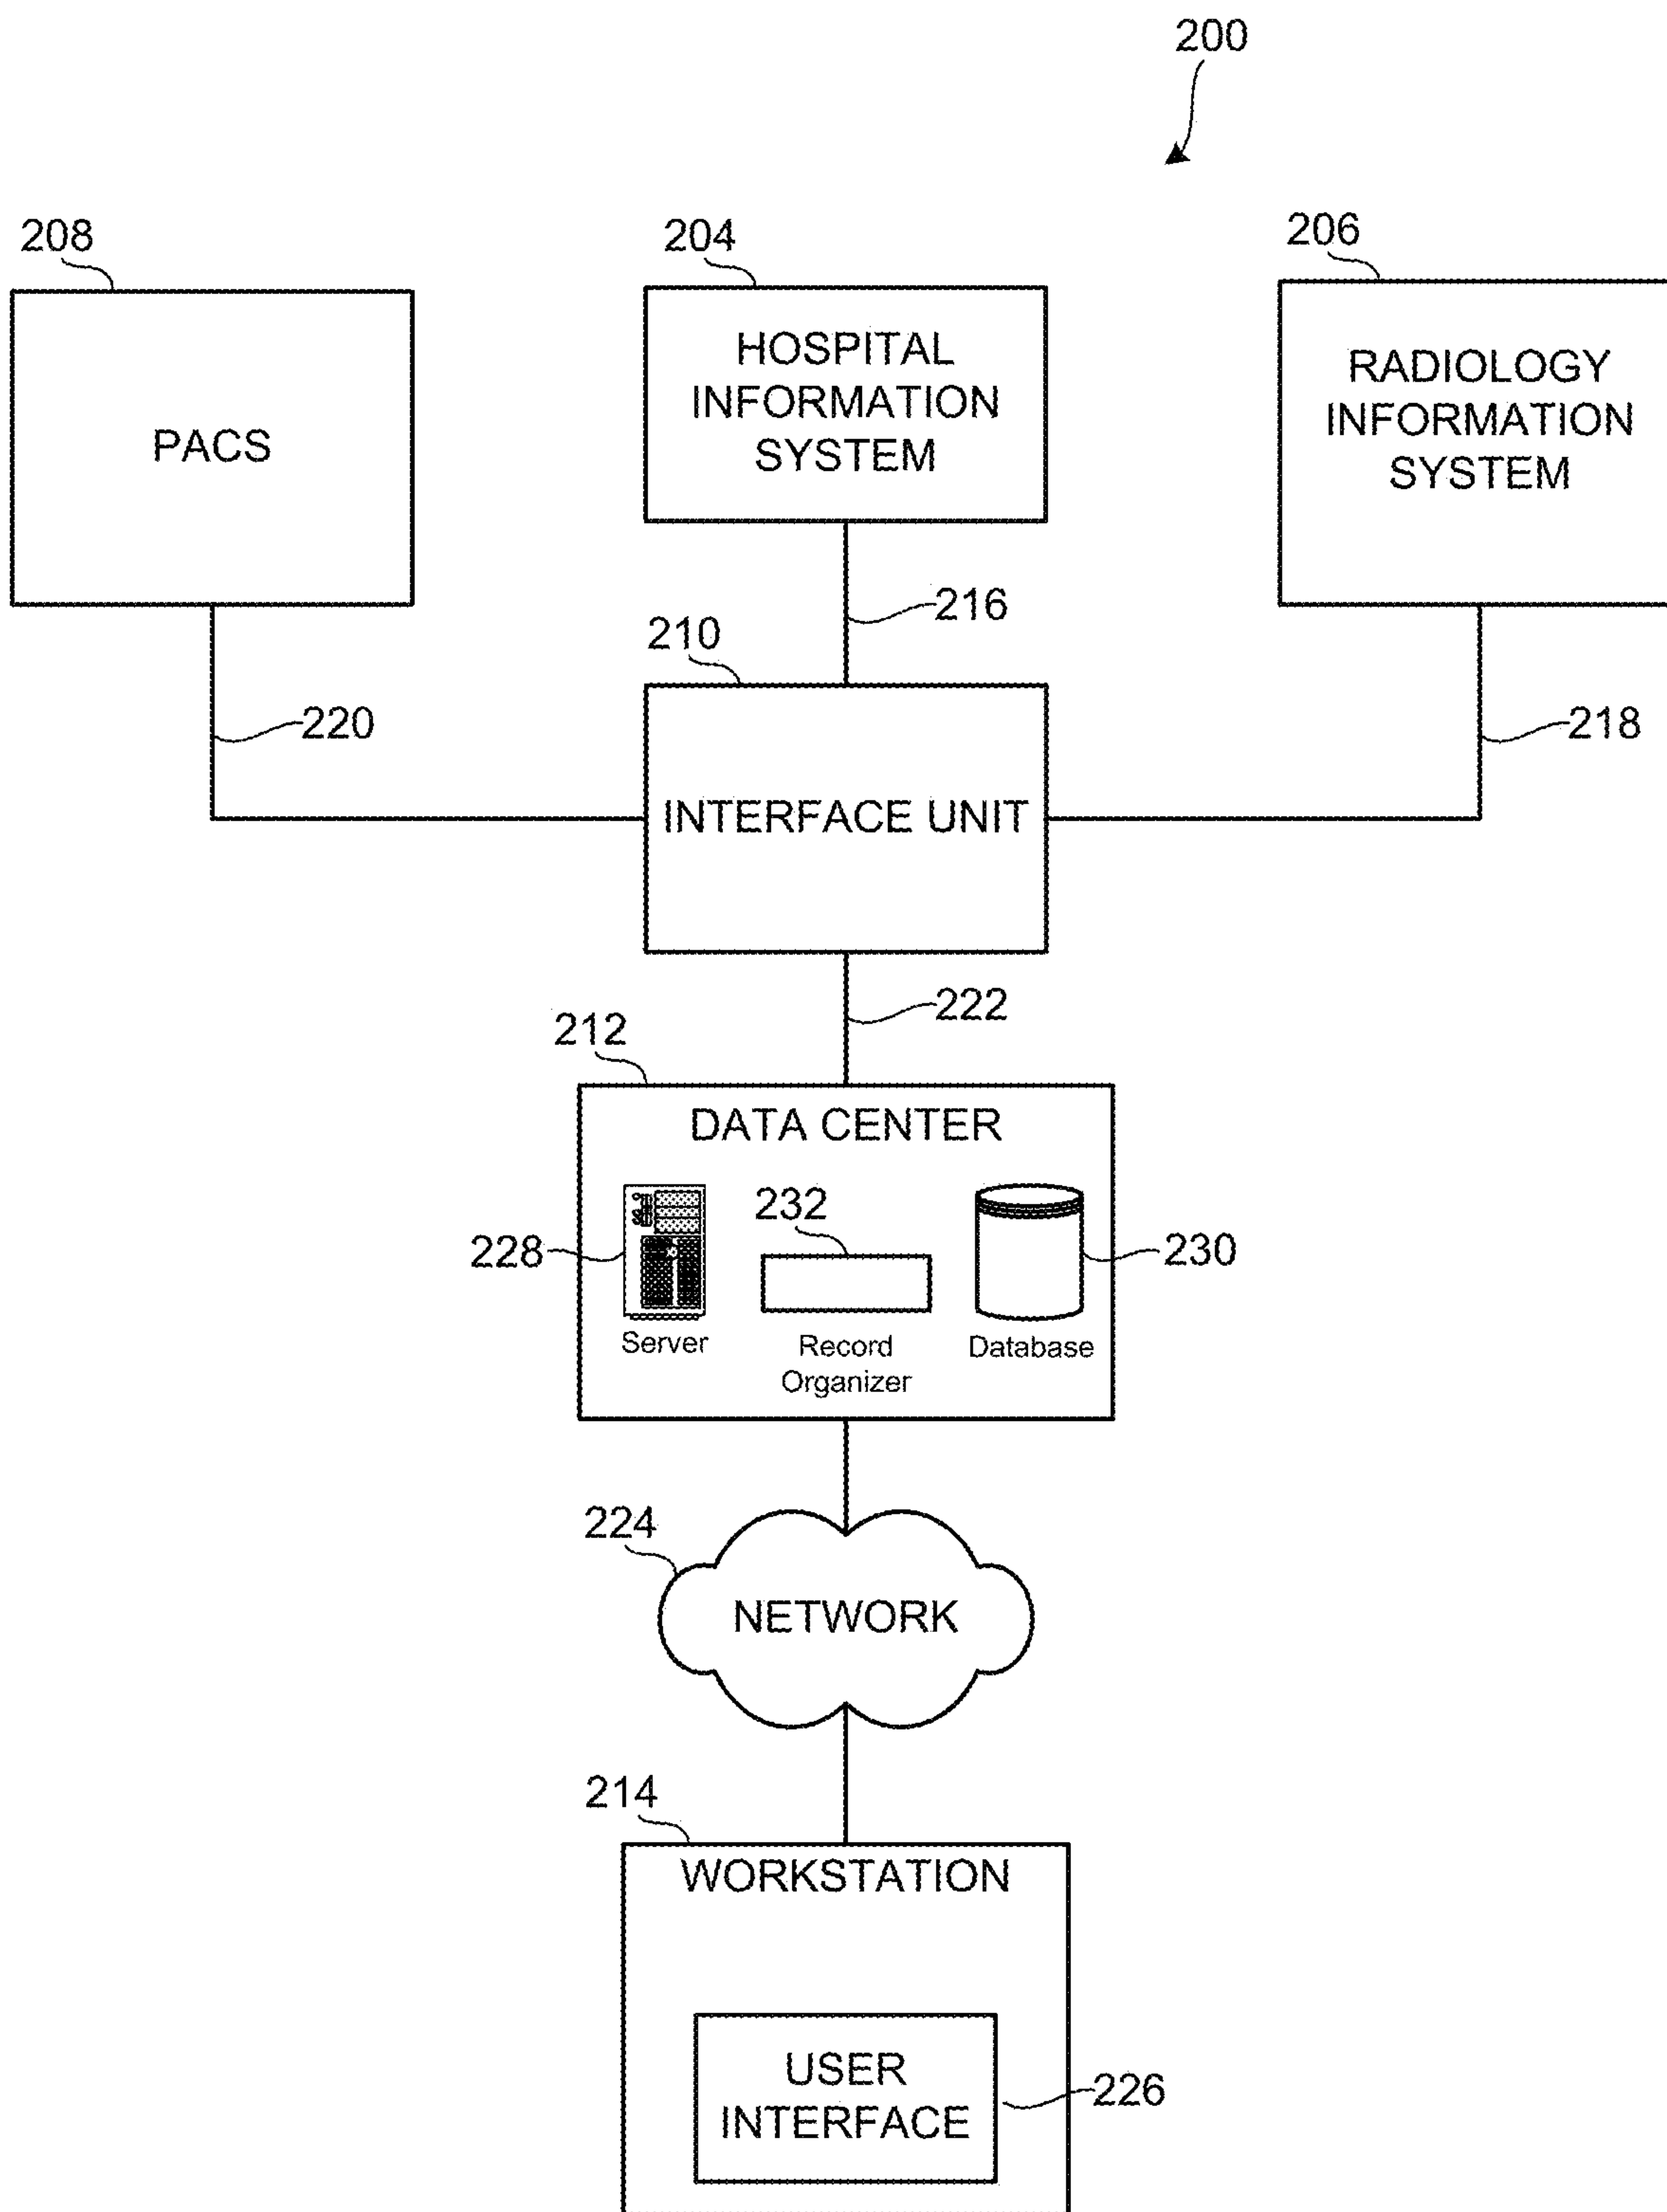 200
208
204
206
PACS
HOSPITAL
INFORMATION
SYSTEM
RADIOLOGY
INFORMATION
SYSTEM
216
210
220
218
INTERFACE UNIT
222
212
DATA CENTER
232
228
230
Server
Record
Organizer
Database
224
NETWORK
214
WORKSTATION
USER
INTERFACE
226